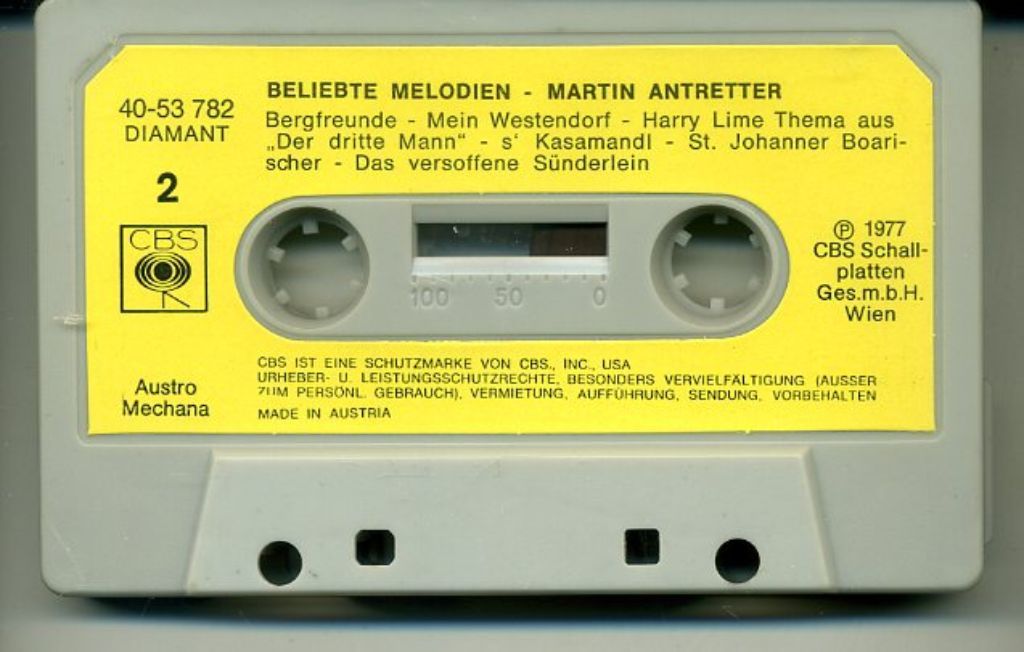 40-53 782
DIAMANT
2
CBS
BELIEBTE MELODIEN - MARTIN ANTRETTER
Bergfreunde - Mein Westendorf - Harry Lime Thema aus
„Der dritte Mann" - s' Kasamandl - St. Johanner Boari-
scher - Das versoffene Sünderlein
100 50 0
℗ 1977
CBS Schall-
platten
Ges.m.b.H.
Wien
Austro
Mechana
CBS IST EINE SCHUTZMARKE VON CBS., INC., USA
URHEBER- U. LEISTUNGSSCHUTZRECHTE, BESONDERS VERVIELFÄLTIGUNG (AUSSER
ZUM PERSÖNL. GEBRAUCH), VERMIETUNG, AUFFÜHRUNG, SENDUNG, VORBEHALTEN
MADE IN AUSTRIA